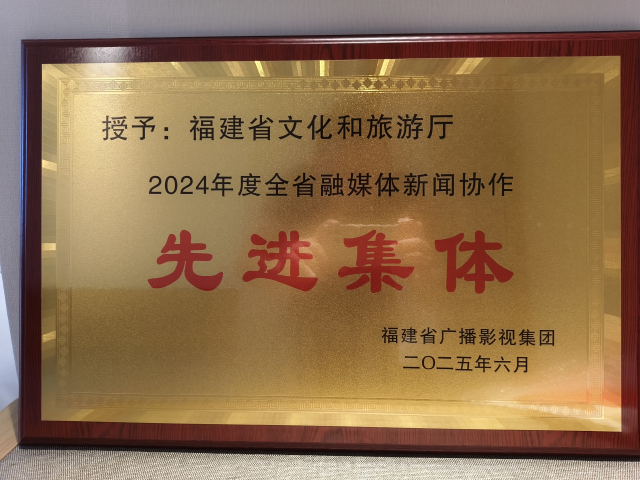 授予：福建省文化和旅游厅
2024年度全省融媒体新闻协作
先进集体
福建省广播影视集团
二〇二五年六月